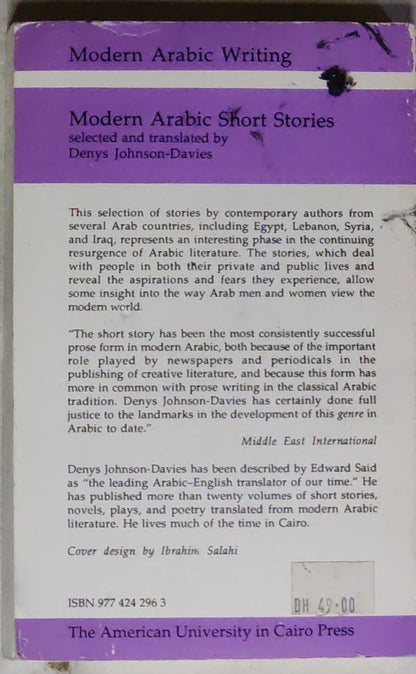 Modern Arabic Writing
Modern Arabic Short Stories
selected and translated by
Denys Johnson-Davies
This selection of stories by contemporary authors from
several Arab countries, including Egypt, Lebanon, Syria,
and Iraq, represents an interesting phase in the continuing
resurgence of Arabic literature. The stories, which deal
with people in both their private and public lives and
reveal the aspirations and fears they experience, allow
some insight into the way Arab men and women view the
modern world.
"The short story has been the most consistently successful
prose form in modern Arabic, both because of the important
role played by newspapers and periodicals in the
publishing of creative literature, and because this form has
more in common with prose writing in the classical Arabic
tradition. Denys Johnson-Davies has certainly done full
justice to the landmarks in the development of this genre in
Arabic to date."
Middle East International
Denys Johnson-Davies has been described by Edward Said
as "the leading Arabic–English translator of our time." He
has published more than twenty volumes of short stories,
novels, plays, and poetry translated from modern Arabic
literature. He lives much of the time in Cairo.
Cover design by Ibrahim Salahi
DH 49·00
ISBN 977 424 296 3
The American University in Cairo Press